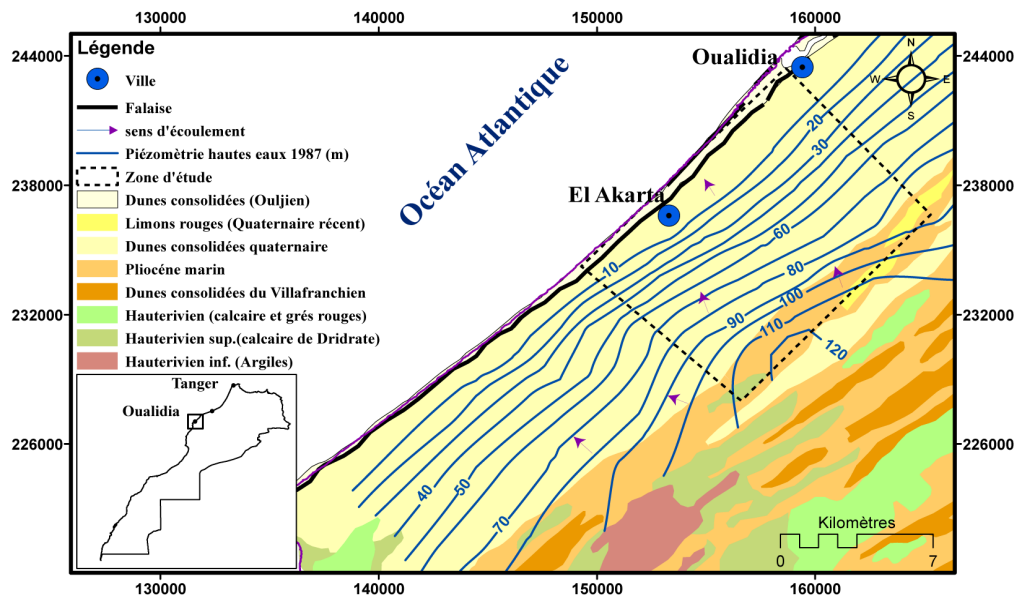 130000 140000 150000 160000
244000 244000
238000 238000
232000 232000
226000 226000
130000 140000 150000 160000
Légende
Ville
Falaise
sens d'écoulement
Piézomètrie hautes eaux 1987 (m)
Zone d'étude
Dunes consolidées (Ouljien)
Limons rouges (Quaternaire récent)
Dunes consolidées quaternaire
Pliocéne marin
Dunes consolidées du Villafranchien
Hauterivien (calcaire et grés rouges)
Hauterivien sup.(calcaire de Dridrate)
Hauterivien inf. (Argiles)
Tanger
Oualidia
Océan Atlantique
Oualidia
El Akarta
N
W E
S
20
30
10
60
80
100
90
110
120
40
50
70
Kilomètres
0 7